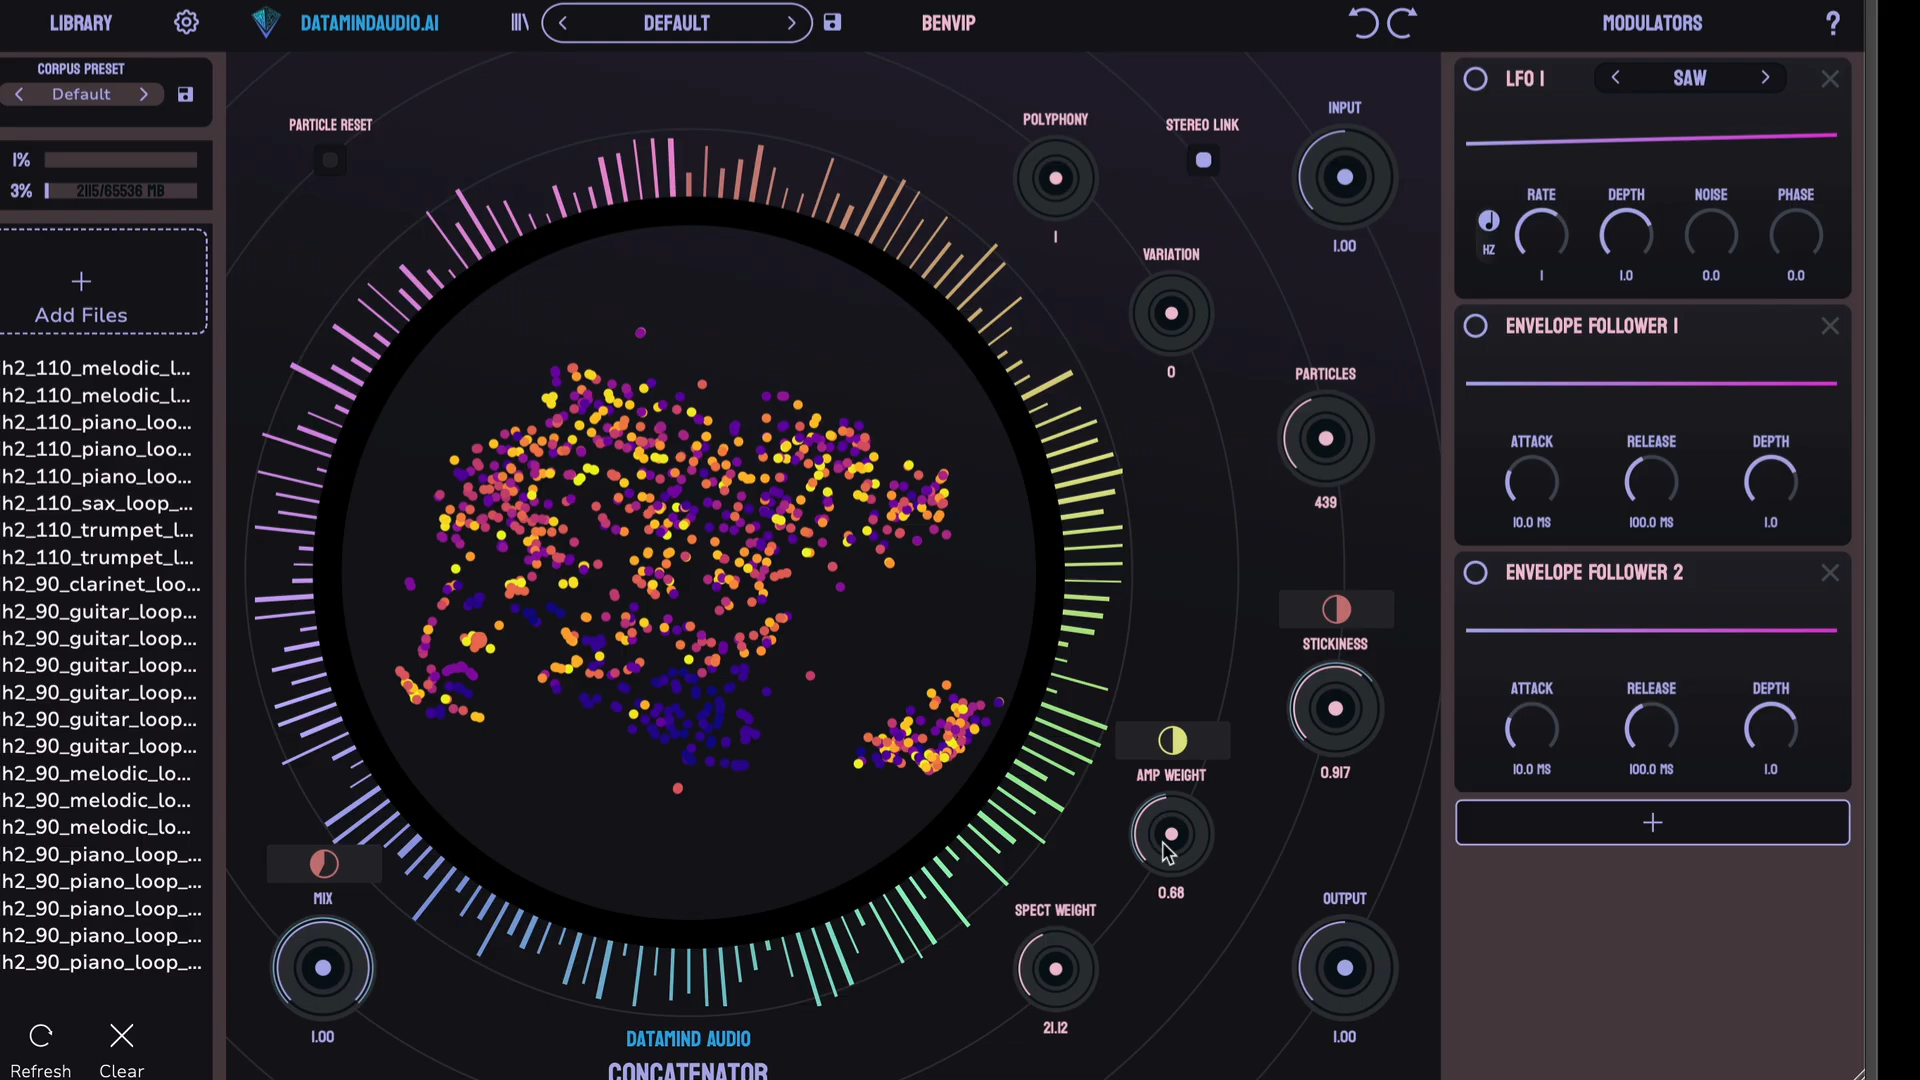 LIBRARY
DATAMINDAUDIO.AI
DEFAULT
BENVIP
MODULATORS
?
CORPUS PRESET
Default
1%
3%
2115/65536 MB
Add Files
h2_110_melodic_l...
h2_110_melodic_l...
h2_110_piano_loo...
h2_110_piano_loo...
h2_110_piano_loo...
h2_110_sax_loop_...
h2_110_trumpet_l...
h2_110_trumpet_l...
h2_90_clarinet_loo...
h2_90_guitar_loop...
h2_90_guitar_loop...
h2_90_guitar_loop...
h2_90_guitar_loop...
h2_90_guitar_loop...
h2_90_guitar_loop...
h2_90_melodic_lo...
h2_90_melodic_lo...
h2_90_melodic_lo...
h2_90_piano_loop_...
h2_90_piano_loop_...
h2_90_piano_loop_...
h2_90_piano_loop_...
h2_90_piano_loop_...
Refresh
Clear
PARTICLE RESET
POLYPHONY
1
STEREO LINK
INPUT
1.00
VARIATION
0
PARTICLES
439
STICKINESS
0.917
AMP WEIGHT
0.68
SPECT WEIGHT
21.12
MIX
1.00
OUTPUT
1.00
DATAMIND AUDIO
CONCATENATOR
LFO 1
SAW
RATE
DEPTH
NOISE
PHASE
HZ
1
1.0
0.0
0.0
ENVELOPE FOLLOWER 1
ATTACK
RELEASE
DEPTH
10.0 MS
100.0 MS
1.0
ENVELOPE FOLLOWER 2
ATTACK
RELEASE
DEPTH
10.0 MS
100.0 MS
1.0